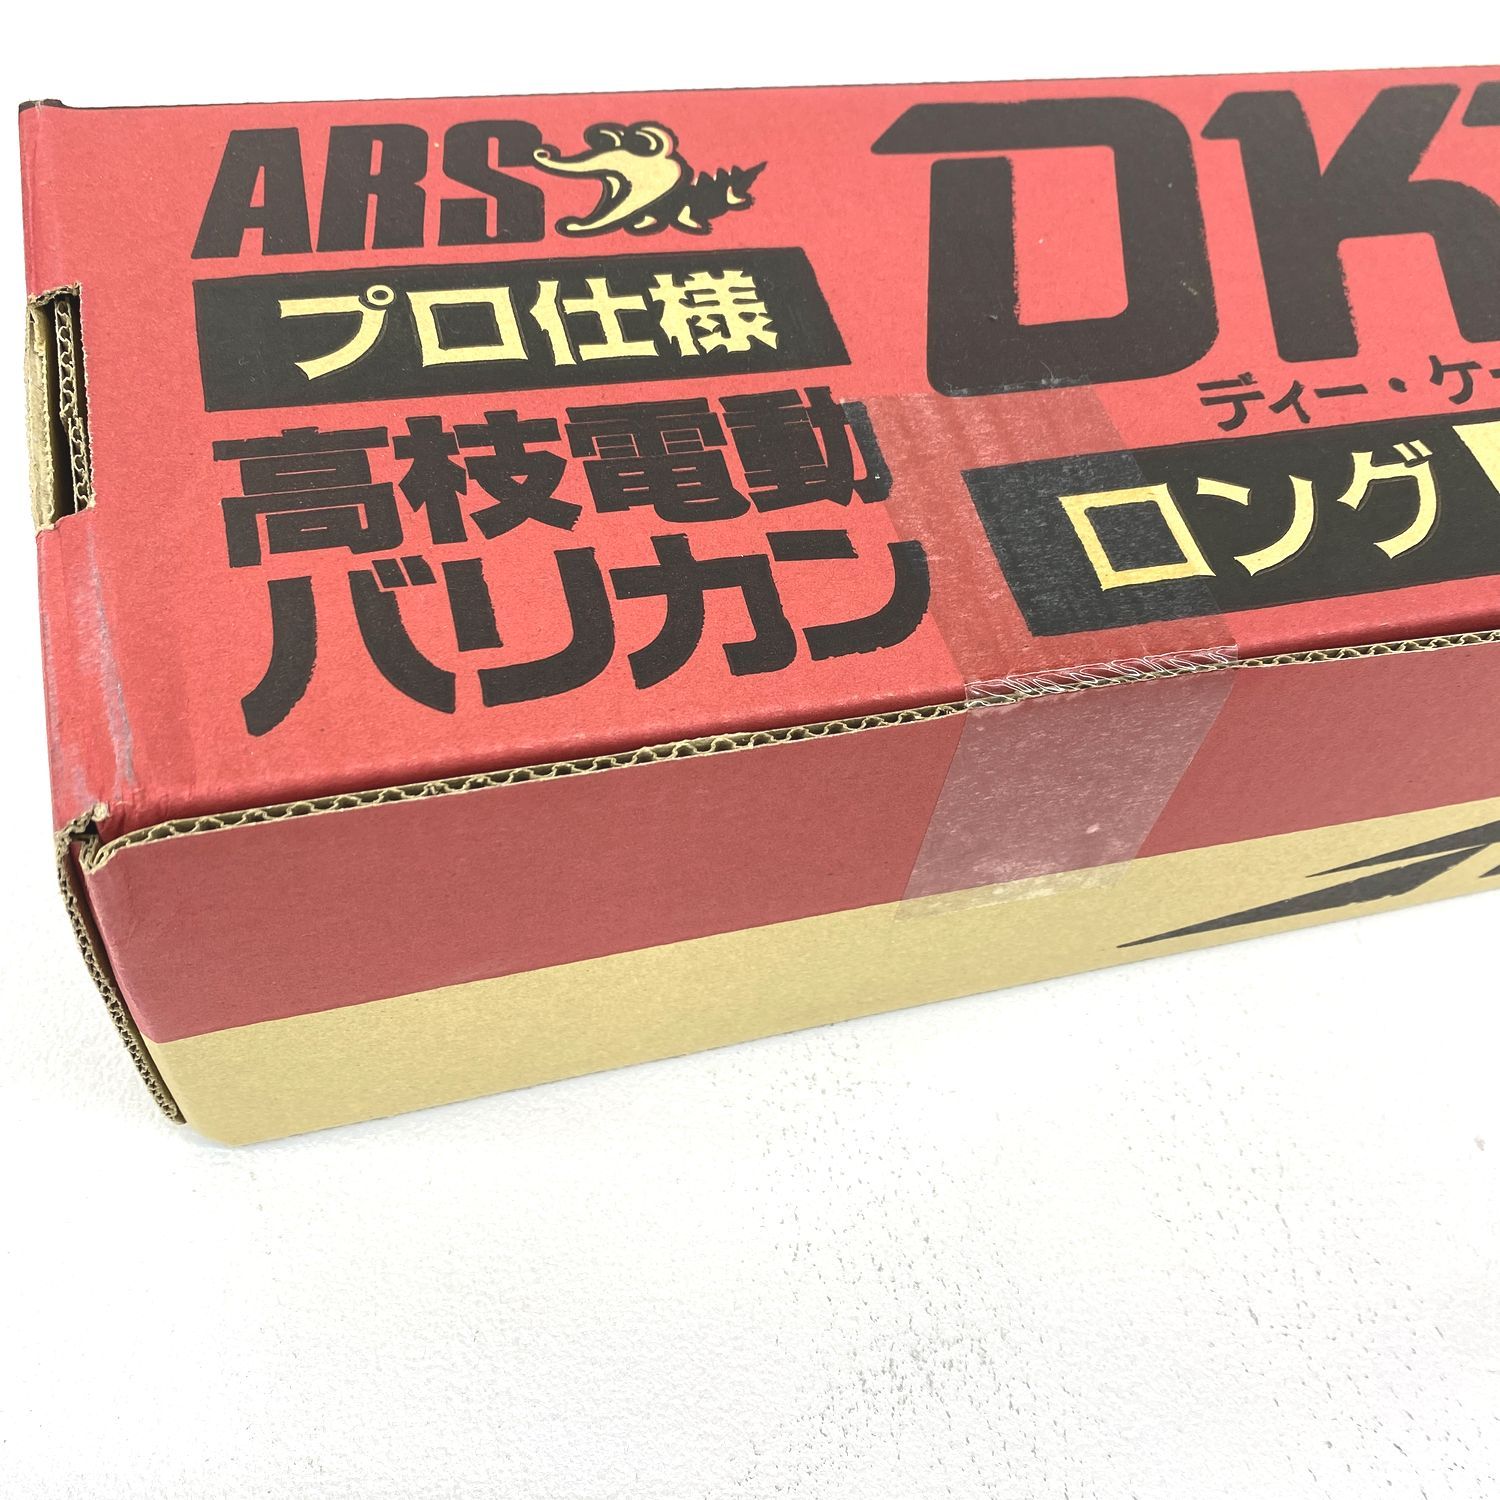 ARS
プロ仕様
高枝電動
バリカン
DK
ディー・ケー
ロング